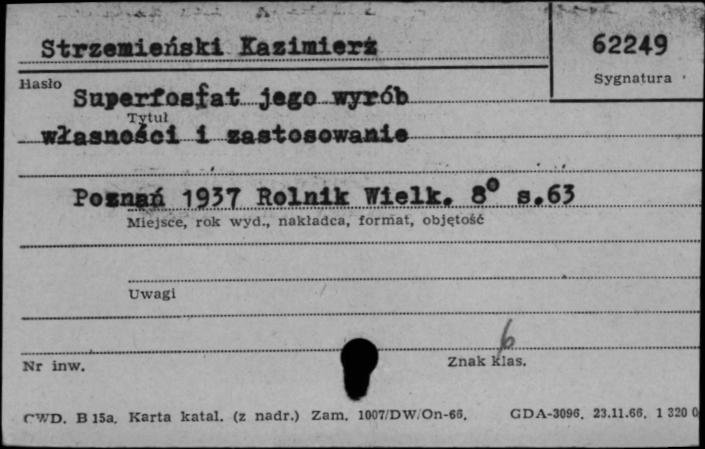 Strzemieński Kazimierz
62249
Sygnatura
Hasło
Superfosfat jego wyrób
Tytuł
własności i zastosowanie
Poznań 1937 Rolnik Wielk. 8° s.63
Miejsce, rok wyd., nakładca, format, objętość
Uwagi
6
Nr inw.
Znak klas.
CWD. B 15a. Karta katal. (z nadr.) Zam. 1007/DW/On-66. GDA-3096. 23.11.66. 1 320 0